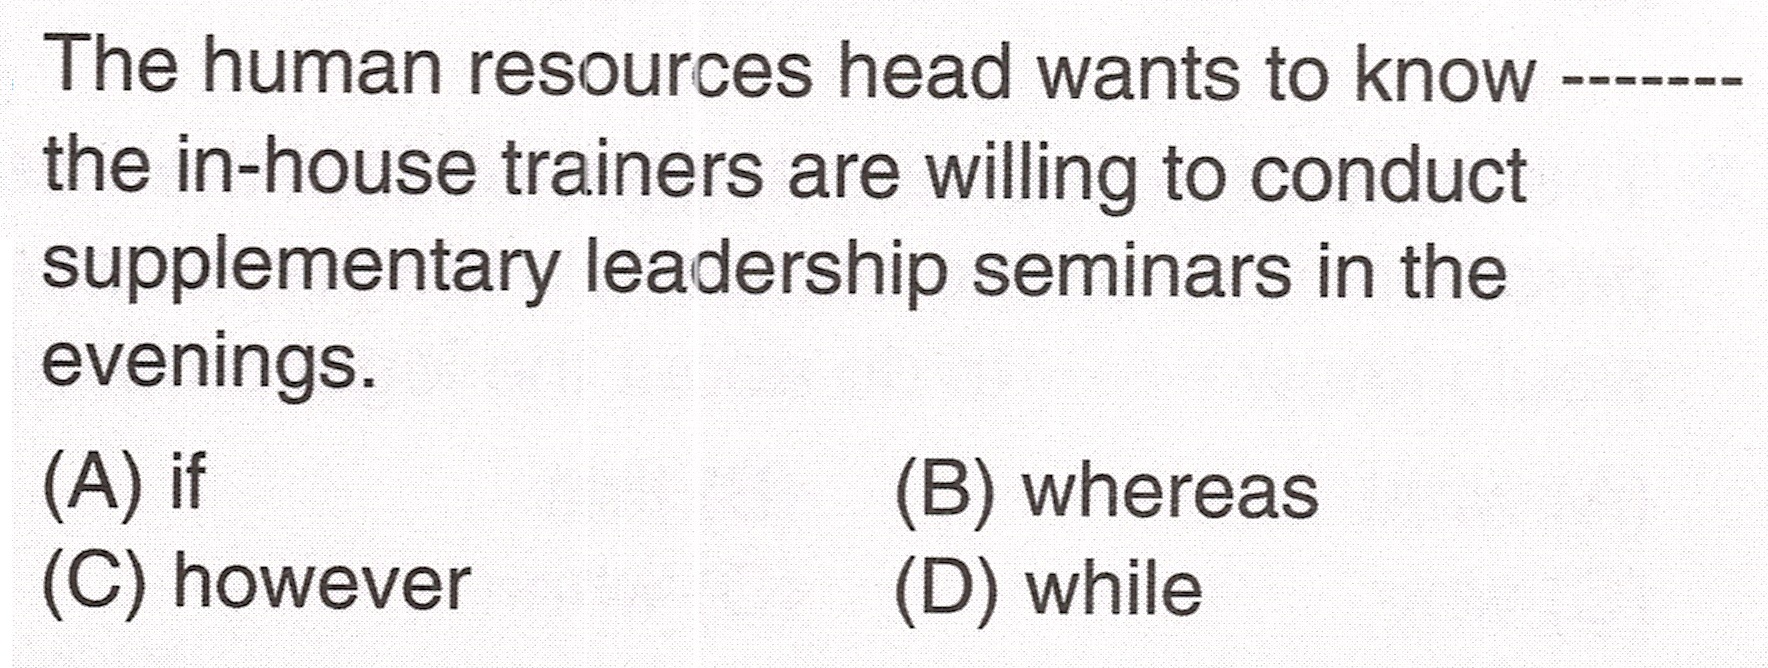 The human resources head wants to know -------
the in-house trainers are willing to conduct
supplementary leadership seminars in the
evenings.
(A) if
(B) whereas
(C) however
(D) while